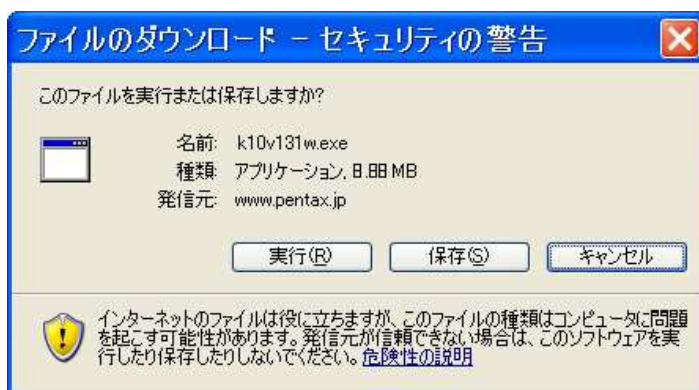 ファイルのダウンロード - セキュリティの警告
このファイルを実行または保存しますか?
名前: k10v131w.exe
種類: アプリケーション, 8.88 MB
発信元: www.pentax.jp
実行(R) 保存(S) キャンセル
インターネットのファイルは役に立ちますが、このファイルの種類はコンピュータに問題
を起こす可能性があります。発信元が信頼できない場合は、このソフトウェアを実
行したり保存したりしないでください。危険性の説明